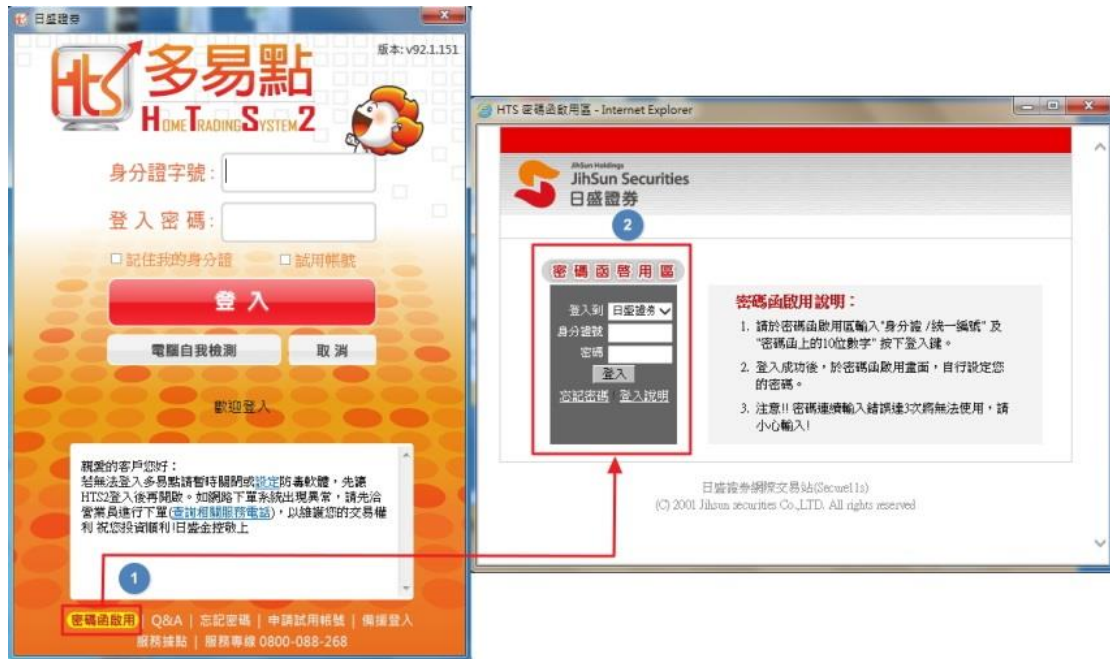 日盛證券
版本: v92.1.151
HTS 多易點
HOME TRADING SYSTEM 2
身分證字號:
登入密碼:
記住我的身分證
試用帳號
登入
電腦自我檢測
取消
歡迎登入
親愛的客戶您好：
若無法登入多易點請暫時關閉或設定防毒軟體，先讓
HTS2登入後再開啟。如網路下單系統出現異常，請先洽
營業員進行下單(查詢相關服務電話)，以維護您的交易權
利 祝您投資順利!日盛金控敬上
1
密碼函啟用 | Q&A | 忘記密碼 | 申請試用帳號 | 備援登入
服務據點 | 服務專線 0800-088-268
HTS 密碼函啟用區 - Internet Explorer
JihSun Holdings
JihSun Securities
日盛證券
2
密碼函啓用區
登入到 日盛證券
身分證號
密碼
登入
忘記密碼 登入說明
密碼函啟用說明：
1. 請於密碼函啟用區輸入"身分證 /統一編號" 及
"密碼函上的10位數字" 按下登入鍵。
2. 登入成功後，於密碼函啟用畫面，自行設定您
的密碼。
3. 注意!! 密碼連續輸入錯誤達3次將無法使用，請
小心輸入!
日盛證券網際交易站(Secwel1s)
(C) 2001 Jihsun securities Co.,LTD. All rights reserved